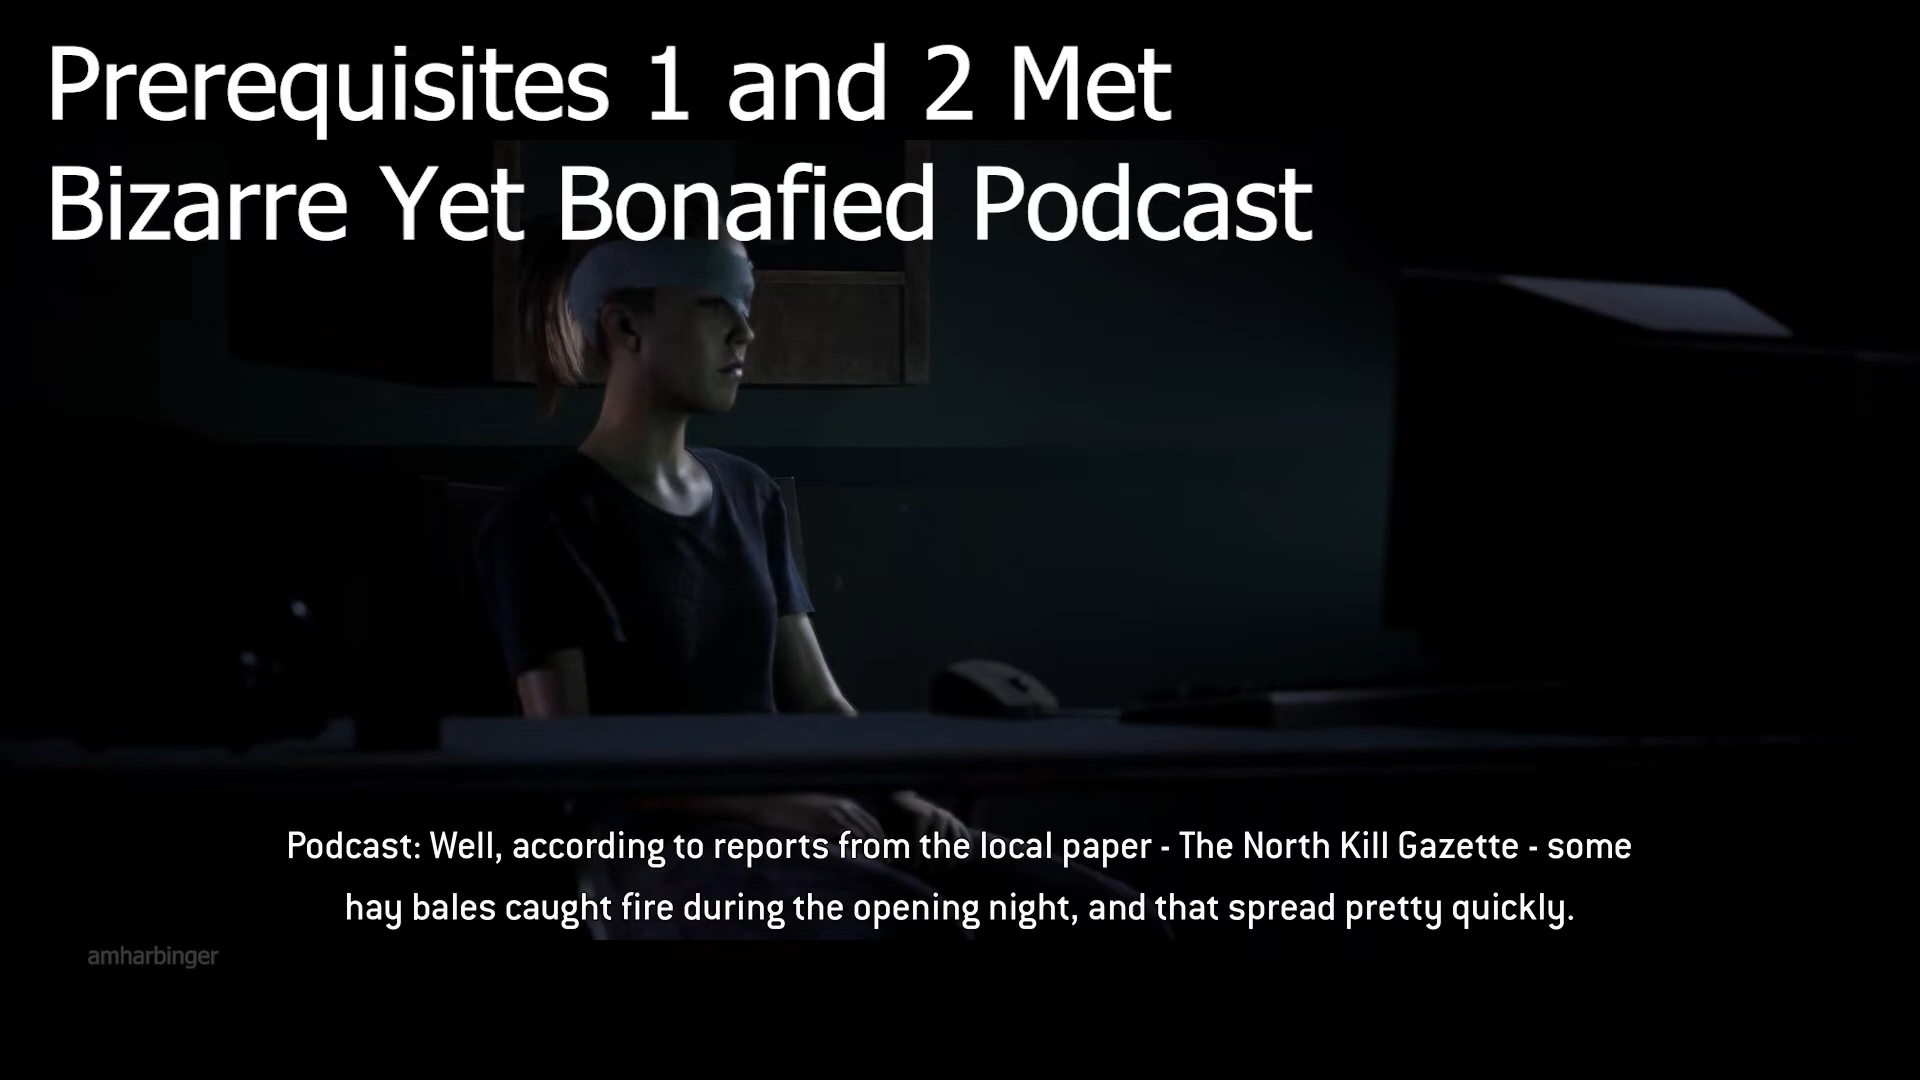 Prerequisites 1 and 2 Met
Bizarre Yet Bonafied Podcast
Podcast: Well, according to reports from the local paper - The North Kill Gazette - some
hay bales caught fire during the opening night, and that spread pretty quickly.
amharbinger